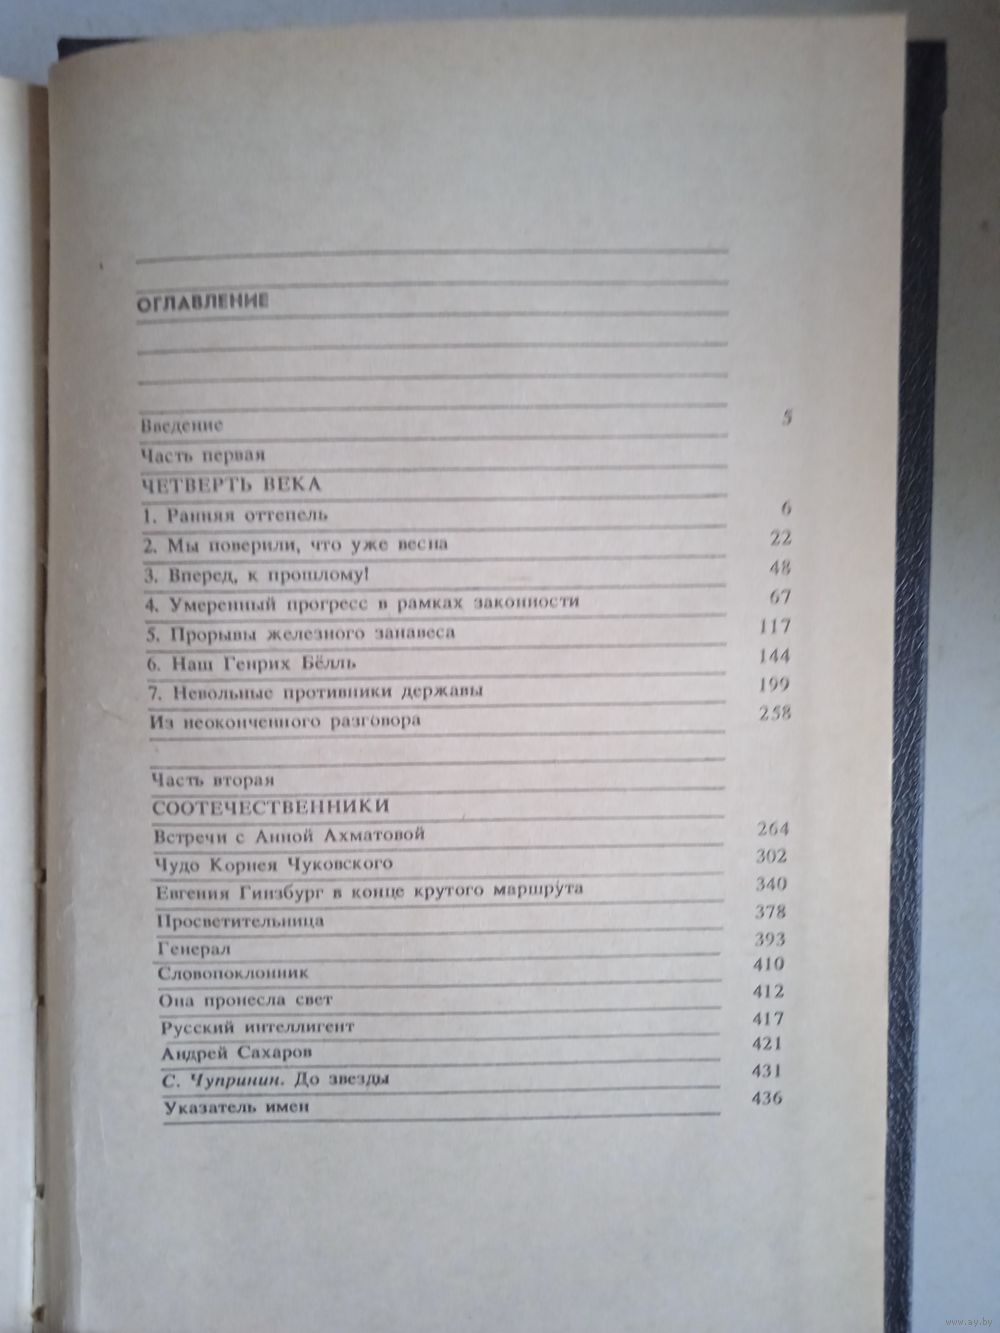 ОГЛАВЛЕНИЕ
Введение 5
Часть первая
ЧЕТВЕРТЬ ВЕКА
1. Ранняя оттепель 6
2. Мы поверили, что уже весна 22
3. Вперед, к прошлому! 48
4. Умеренный прогресс в рамках законности 67
5. Прорывы железного занавеса 117
6. Наш Генрих Бёлль 144
7. Невольные противники державы 199
Из неоконченного разговора 258
Часть вторая
СООТЕЧЕСТВЕННИКИ
Встречи с Анной Ахматовой 264
Чудо Корнея Чуковского 302
Евгения Гинзбург в конце крутого маршрута 340
Просветительница 378
Генерал 393
Словопоклонник 410
Она пронесла свет 412
Русский интеллигент 417
Андрей Сахаров 421
С. Чупринин. До звезды 431
Указатель имен 436
www.ay.by